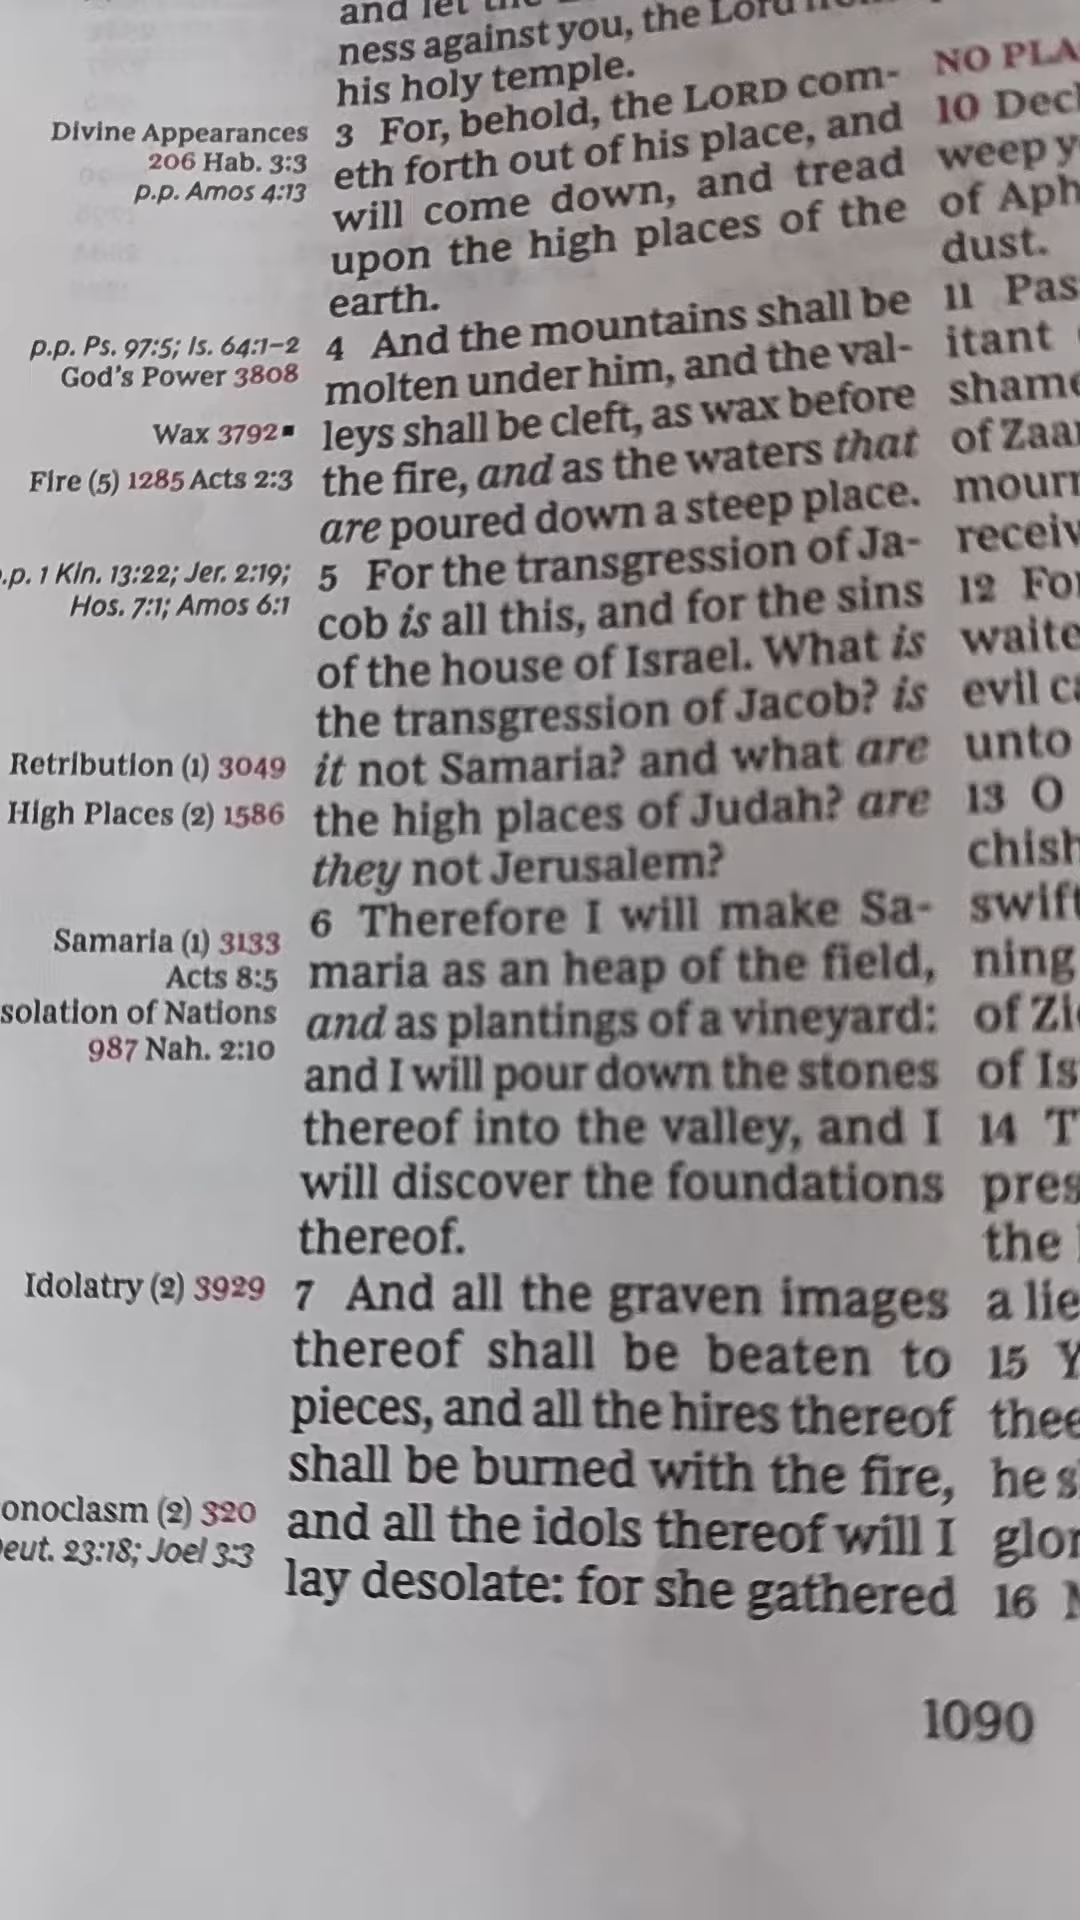 and let the
ness against you, the Lord
his holy temple.
Divine Appearances
206 Hab. 3:3
p.p. Amos 4:13
3 For, behold, the LORD com-
eth forth out of his place, and
will come down, and tread
upon the high places of the
earth.
p.p. Ps. 97:5; Is. 64:1-2
God's Power 3808
Wax 3792▪
Fire (5) 1285 Acts 2:3
4 And the mountains shall be
molten under him, and the val-
leys shall be cleft, as wax before
the fire, and as the waters that
are poured down a steep place.
.p. 1 Kin. 13:22; Jer. 2:19;
Hos. 7:1; Amos 6:1
Retribution (1) 3049
High Places (2) 1586
5 For the transgression of Ja-
cob is all this, and for the sins
of the house of Israel. What is
the transgression of Jacob? is
it not Samaria? and what are
the high places of Judah? are
they not Jerusalem?
Samaria (1) 3133
Acts 8:5
solation of Nations
987 Nah. 2:10
6 Therefore I will make Sa-
maria as an heap of the field,
and as plantings of a vineyard:
and I will pour down the stones
thereof into the valley, and I
will discover the foundations
thereof.
Idolatry (2) 3929
onoclasm (2) 320
eut. 23:18; Joel 3:3
7 And all the graven images
thereof shall be beaten to
pieces, and all the hires thereof
shall be burned with the fire,
and all the idols thereof will I
lay desolate: for she gathered
NO PLA
10 Decl
weep y
of Aph
dust.
11 Pas
itant
shame
of Zaa
mourn
receiv
12 For
waite
evil ca
unto
13 O
chish
swift
ning
of Zi
of Is
14 T
pres
the
a lie
15 Y
thee
he s
glor
16
1090